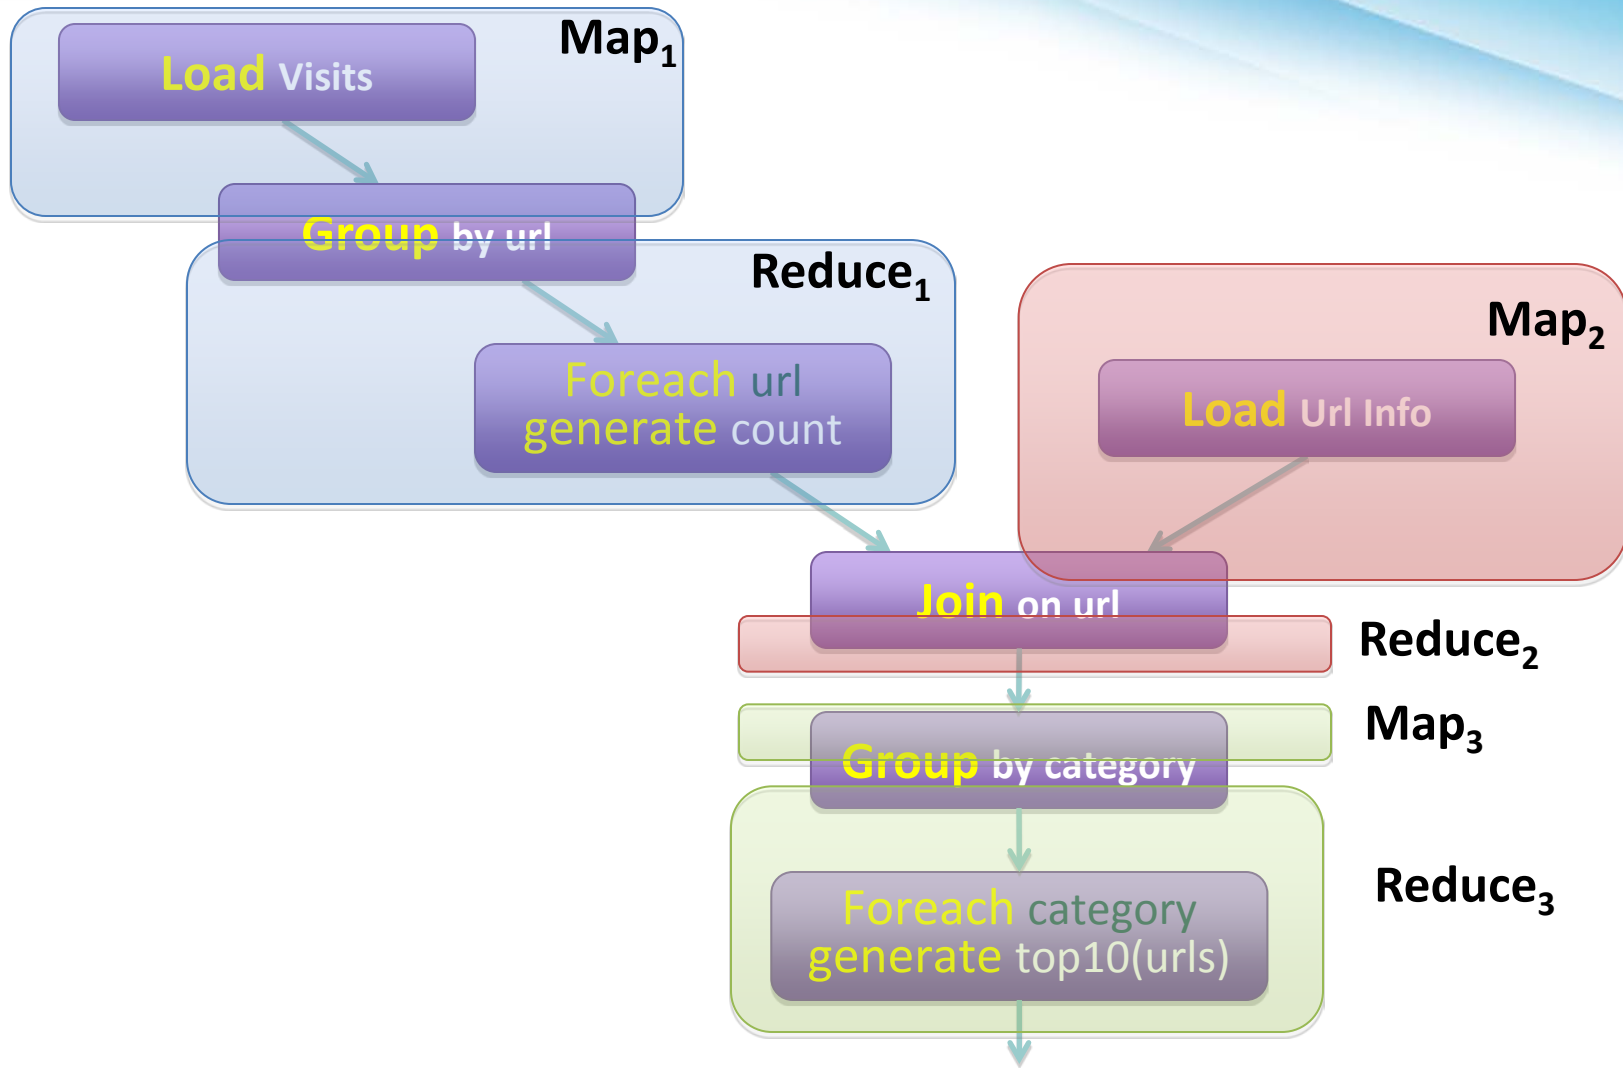 Map1
Load Visits
Group by url
Reduce1
Map2
Foreach url
generate count
Load Url Info
Join on url
Reduce2
Map3
Group by category
Reduce3
Foreach category
generate top10(urls)